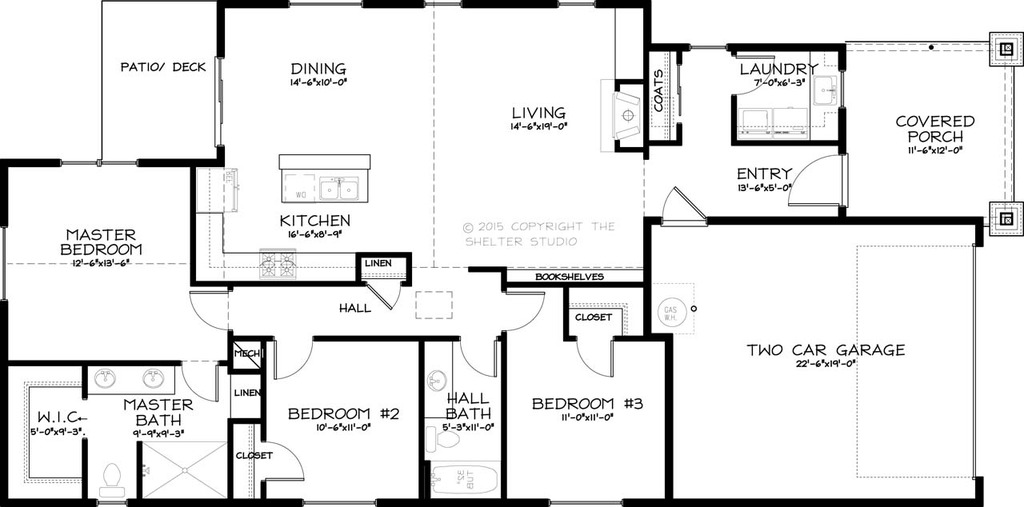 PATIO/ DECK
DINING
14'-6"x10'-0"
LIVING
14'-6"x19'-0"
COATS
LAUNDRY
7'-0"x6'-3"
COVERED
PORCH
11'-6"x12'-0"
ENTRY
13'-6"x5'-0"
WO
KITCHEN
16'-6"x8'-9"
© 2015 COPYRIGHT THE
SHELTER STUDIO
MASTER
BEDROOM
12'-6"x13'-6"
LINEN
BOOKSHELVES
HALL
CLOSET
GAS
W.H.
TWO CAR GARAGE
22'-6"x19'-0"
MECH
LINEN
W.I.C
5'-0"x9'-3"
MASTER
BATH
9'-9"x9'-3"
BEDROOM #2
10'-6"x11'-0"
HALL
BATH
5'-3"x11'-0"
BEDROOM #3
11'-0"x11'-0"
CLOSET